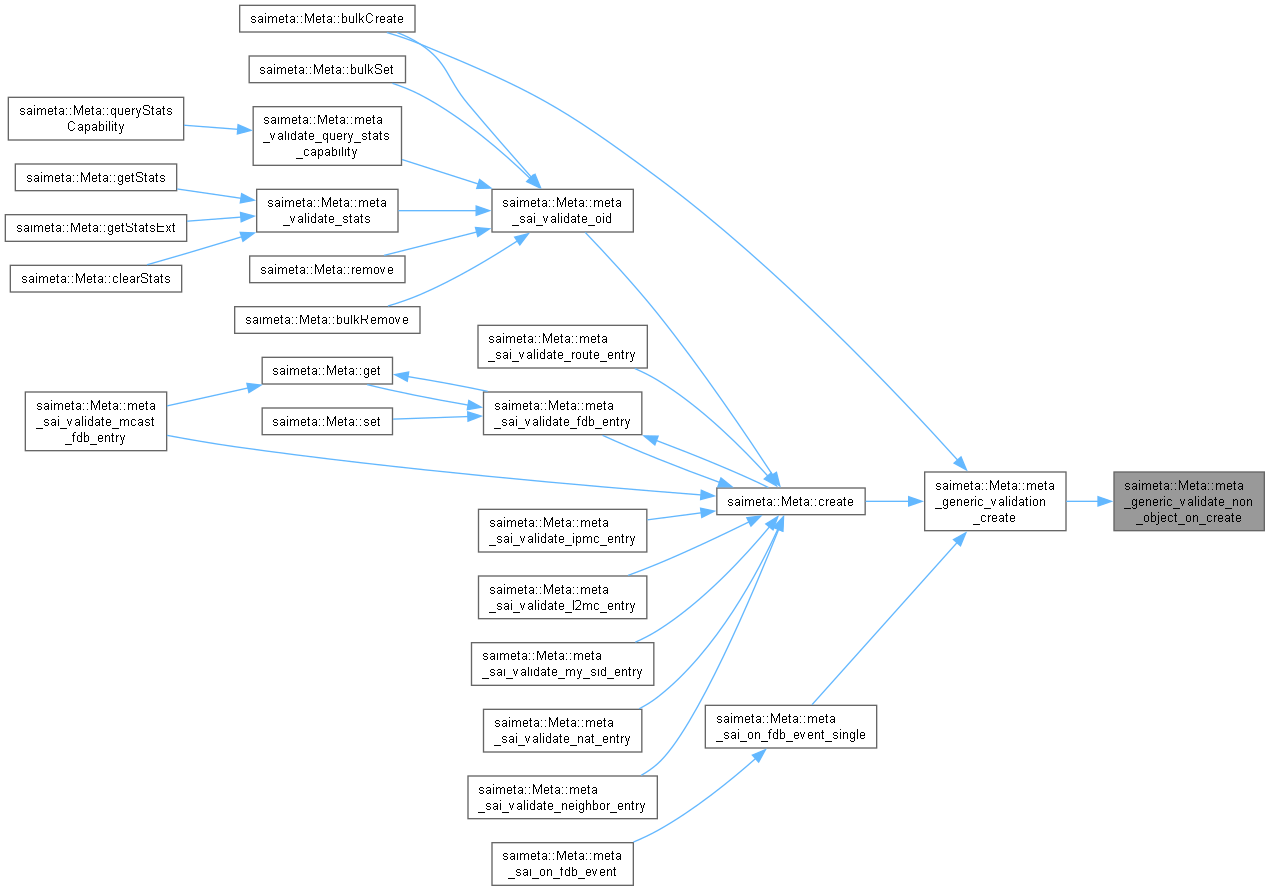 saimeta::Meta::bulkCreate
saimeta::Meta::bulkSet
saimeta::Meta::queryStats
Capability
saimeta::Meta::meta
_validate_query_stats
_capability
saimeta::Meta::getStats
saimeta::Meta::meta
_validate_stats
saimeta::Meta::meta
_sai_validate_oid
saimeta::Meta::getStatsExt
saimeta::Meta::clearStats
saimeta::Meta::remove
saimeta::Meta::bulkRemove
saimeta::Meta::meta
_sai_validate_route_entry
saimeta::Meta::get
saimeta::Meta::meta
_sai_validate_mcast
_fdb_entry
saimeta::Meta::set
saimeta::Meta::meta
_sai_validate_fdb_entry
saimeta::Meta::create
saimeta::Meta::meta
_generic_validation
_create
saimeta::Meta::meta
_generic_validate_non
_object_on_create
saimeta::Meta::meta
_sai_validate_ipmc_entry
saimeta::Meta::meta
_sai_validate_l2mc_entry
saimeta::Meta::meta
_sai_validate_my_sid_entry
saimeta::Meta::meta
_sai_validate_nat_entry
saimeta::Meta::meta
_sai_on_fdb_event_single
saimeta::Meta::meta
_sai_validate_neighbor_entry
saimeta::Meta::meta
_sai_on_fdb_event